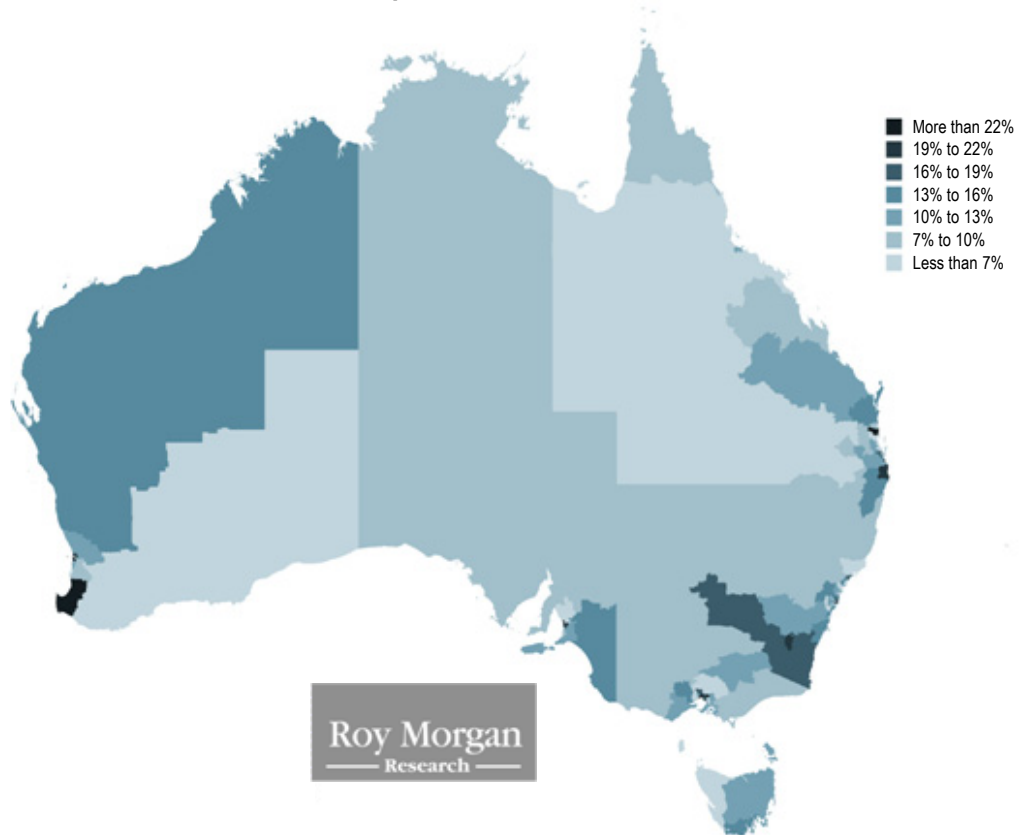 More than 22%
19% to 22%
16% to 19%
13% to 16%
10% to 13%
7% to 10%
Less than 7%
Roy Morgan
Research